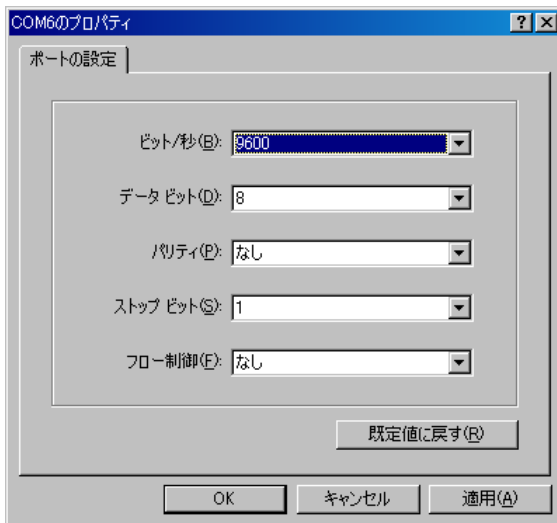 COM6のプロパティ
ポートの設定
ビット/秒(B): 9600
データ ビット(D): 8
パリティ(P): なし
ストップ ビット(S): 1
フロー制御(F): なし
既定値に戻す(R)
OK キャンセル 適用(A)